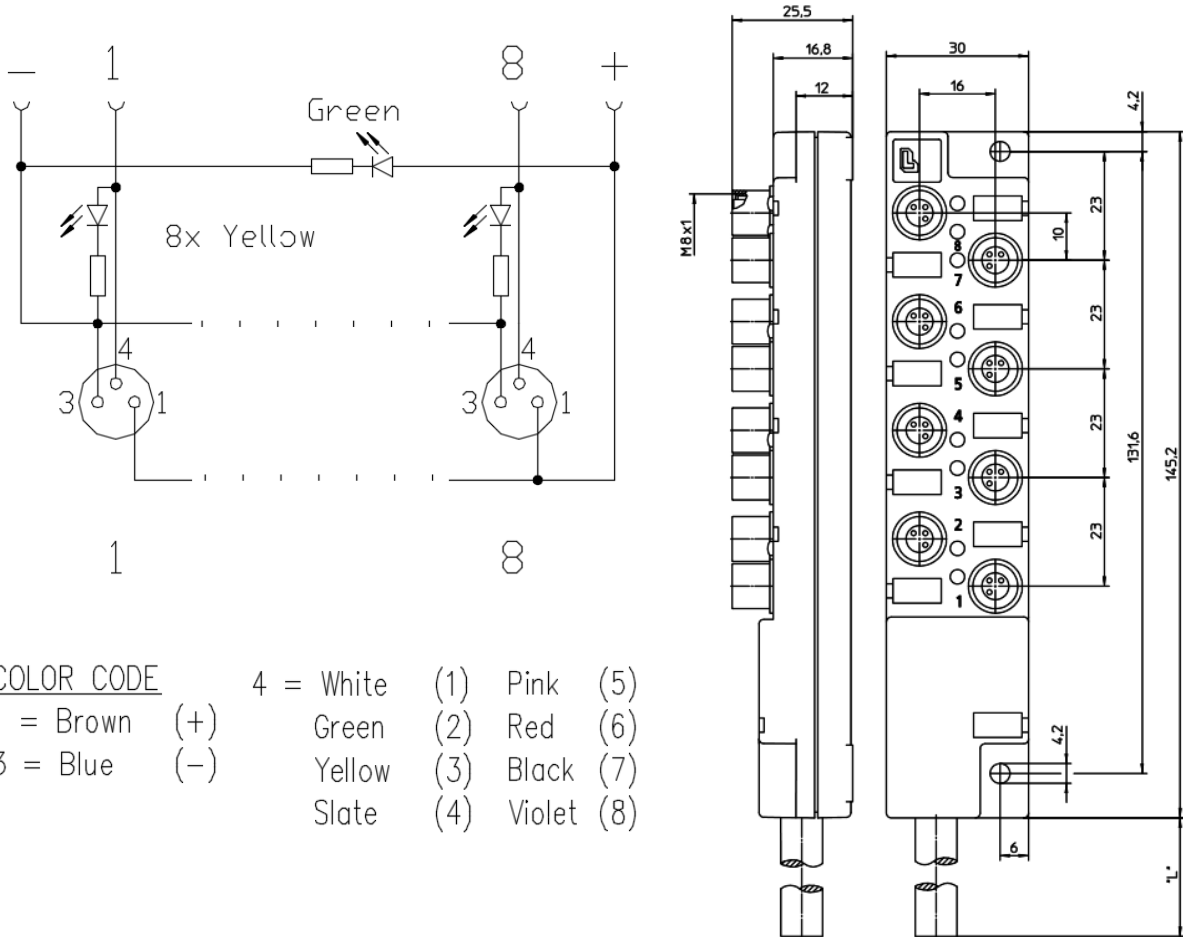 − 1 8 +
Green
8x Yellow
4 4
3 1 3 1
1 8
COLOR CODE
= Brown (+)
3 = Blue (−)
4 = White (1) Pink (5)
Green (2) Red (6)
Yellow (3) Black (7)
Slate (4) Violet (8)
25,5
16,8
12
M8x1
30
16
4,2
23
10
8
7
23
6
5
23
4
3
23
2
1
131,6
145,2
4,2
6
"L"